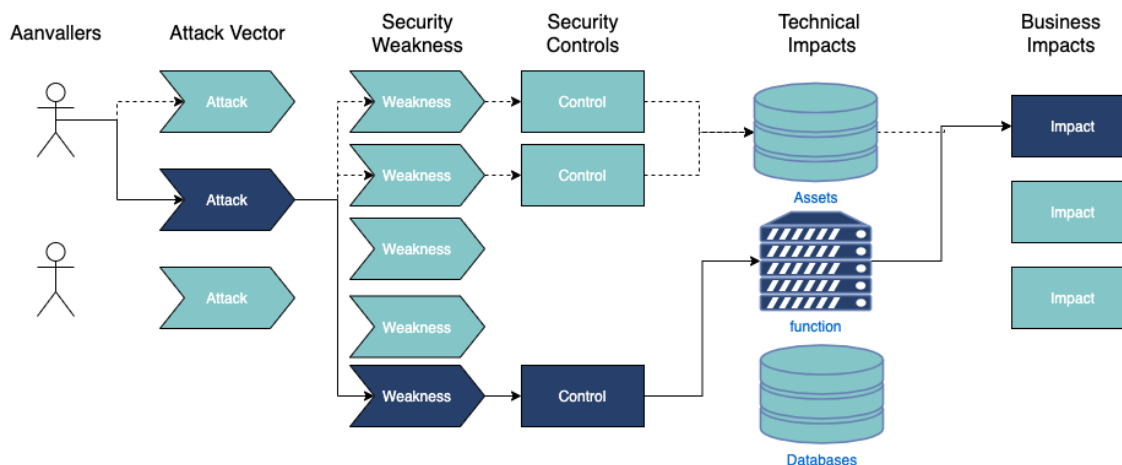 Aanvallers
Attack Vector
Security
Weakness
Security
Controls
Technical
Impacts
Business
Impacts
Attack
Weakness
Control
Impact
Weakness
Control
Attack
Assets
Impact
Weakness
Attack
Impact
Weakness
function
Weakness
Control
Databases